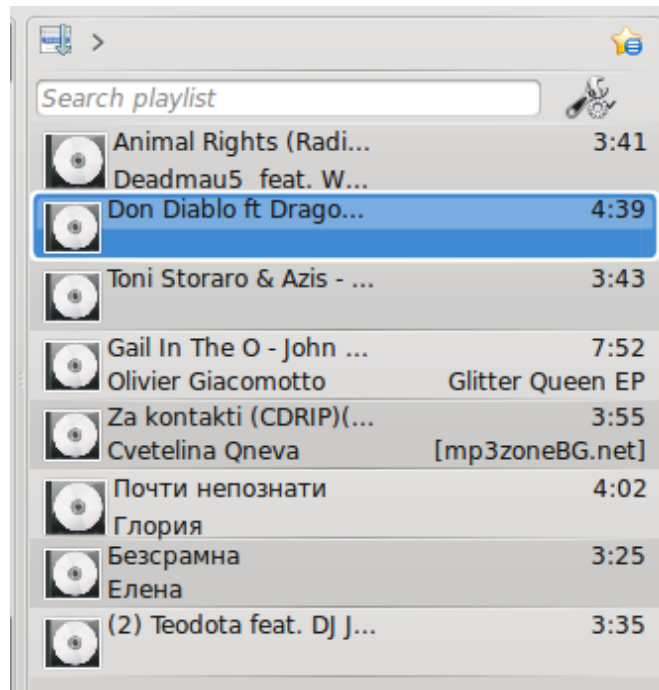 >
Search playlist
Animal Rights (Radi... 3:41
Deadmau5 feat. W...
Don Diablo ft Drago... 4:39
Toni Storaro & Azis - ... 3:43
Gail In The O - John ... 7:52
Olivier Giacomotto Glitter Queen EP
Za kontakti (CDRIP)(... 3:55
Cvetelina Qneva [mp3zoneBG.net]
Почти непознати 4:02
Глория
Безсрамна 3:25
Елена
(2) Teodota feat. DJ J... 3:35